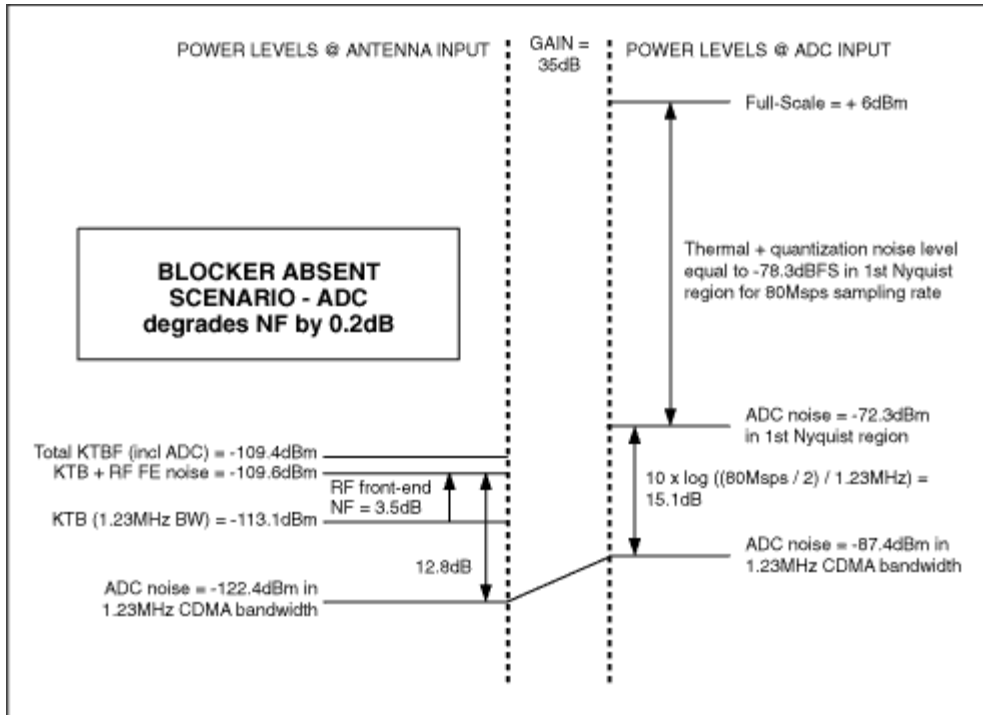 POWER LEVELS @ ANTENNA INPUT
GAIN =
35dB
POWER LEVELS @ ADC INPUT
Full-Scale = + 6dBm
Thermal + quantization noise level
equal to -78.3dBFS in 1st Nyquist
region for 80Msps sampling rate
BLOCKER ABSENT
SCENARIO - ADC
degrades NF by 0.2dB
ADC noise = -72.3dBm
in 1st Nyquist region
Total KTBF (incl ADC) = -109.4dBm
KTB + RF FE noise = -109.6dBm
RF front-end
NF = 3.5dB
10 x log ((80Msps / 2) / 1.23MHz) =
15.1dB
KTB (1.23MHz BW) = -113.1dBm
12.8dB
ADC noise = -87.4dBm in
1.23MHz CDMA bandwidth
ADC noise = -122.4dBm in
1.23MHz CDMA bandwidth